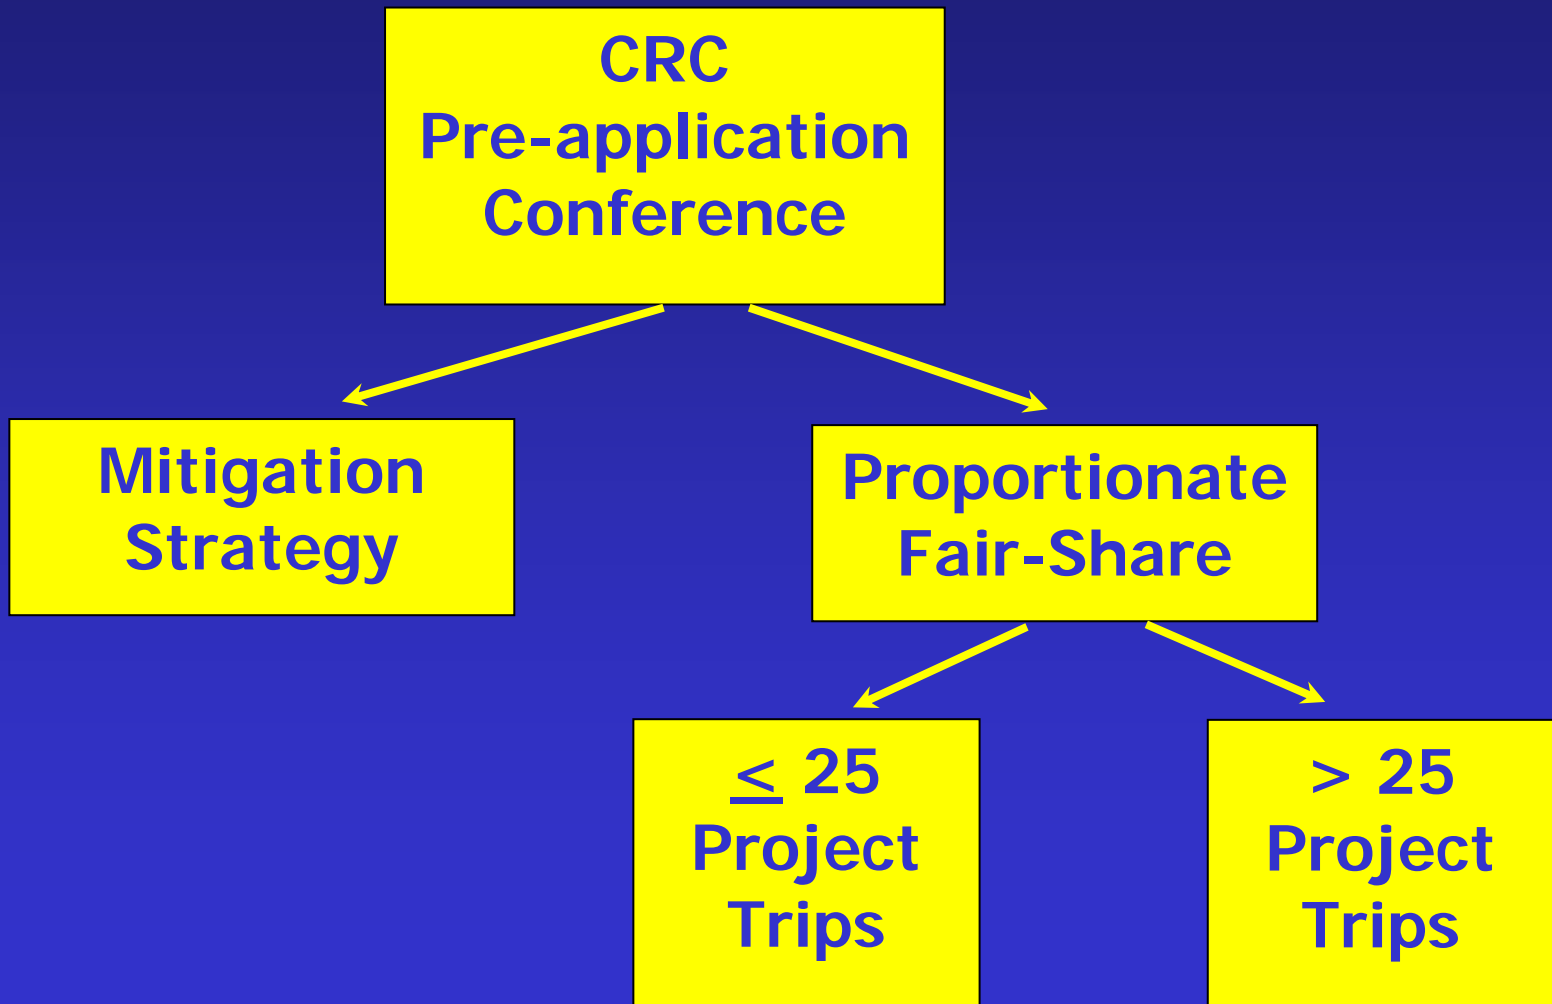 CRC
Pre-application
Conference
Mitigation
Strategy
Proportionate
Fair-Share
< 25
Project
Trips
> 25
Project
Trips